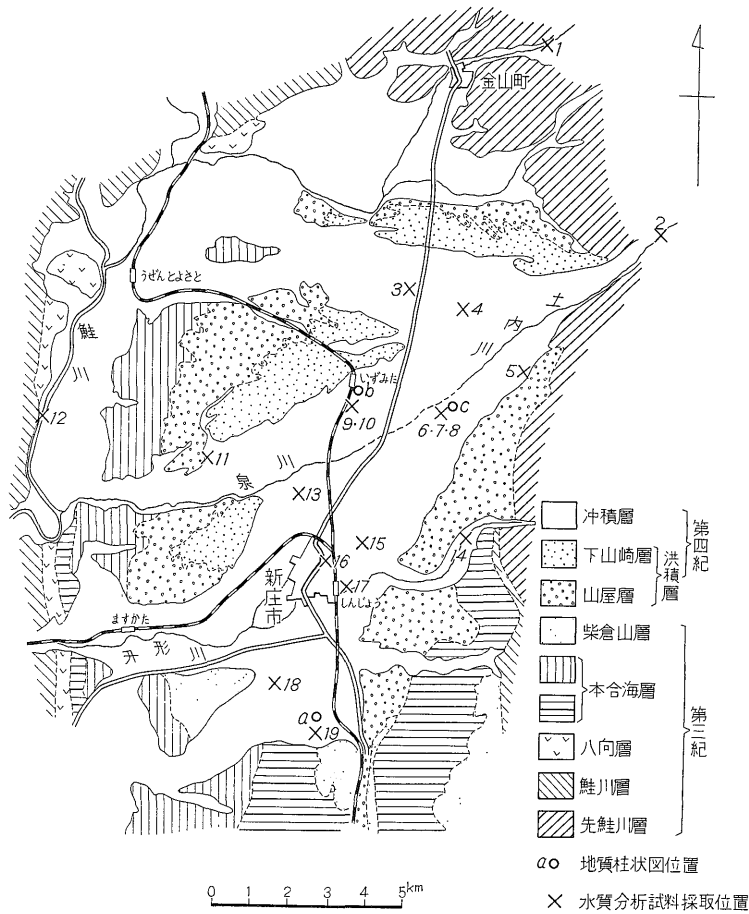 1
金山町
2
うぜんとよさと
3
4
土
内
川
鮭
川
いずみた
5
b
c
9・10
6・7・8
12
11
泉
川
13
15
14
16
新庄市
17
しんじょう
ますかた
升
形
川
18
a
19
冲積層
下山崎層
山屋層
洪積層
第四紀
柴倉山層
本合海層
八向層
鮭川層
先鮭川層
第三紀
a 地質柱状図位置
水質分析試料採取位置
0 1 2 3 4 5km